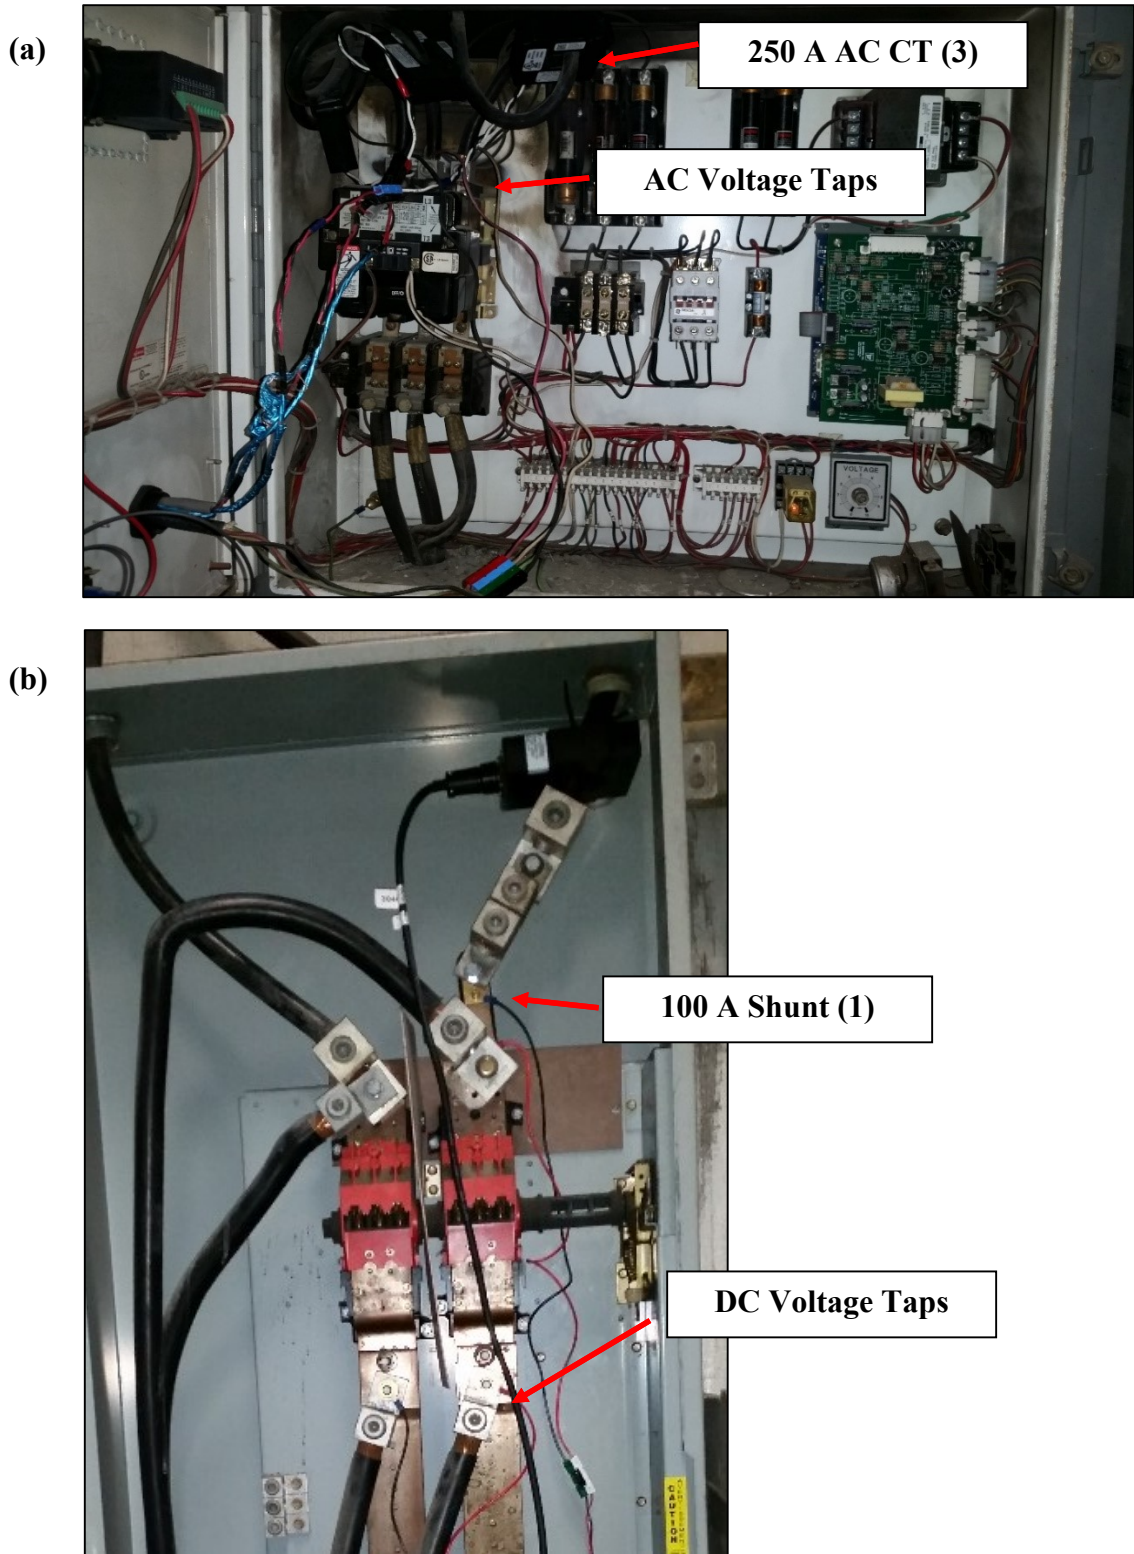 (a)
250 A AC CT (3)
AC Voltage Taps
VOLTAGE
(b)
100 A Shunt (1)
DC Voltage Taps
CAUTION